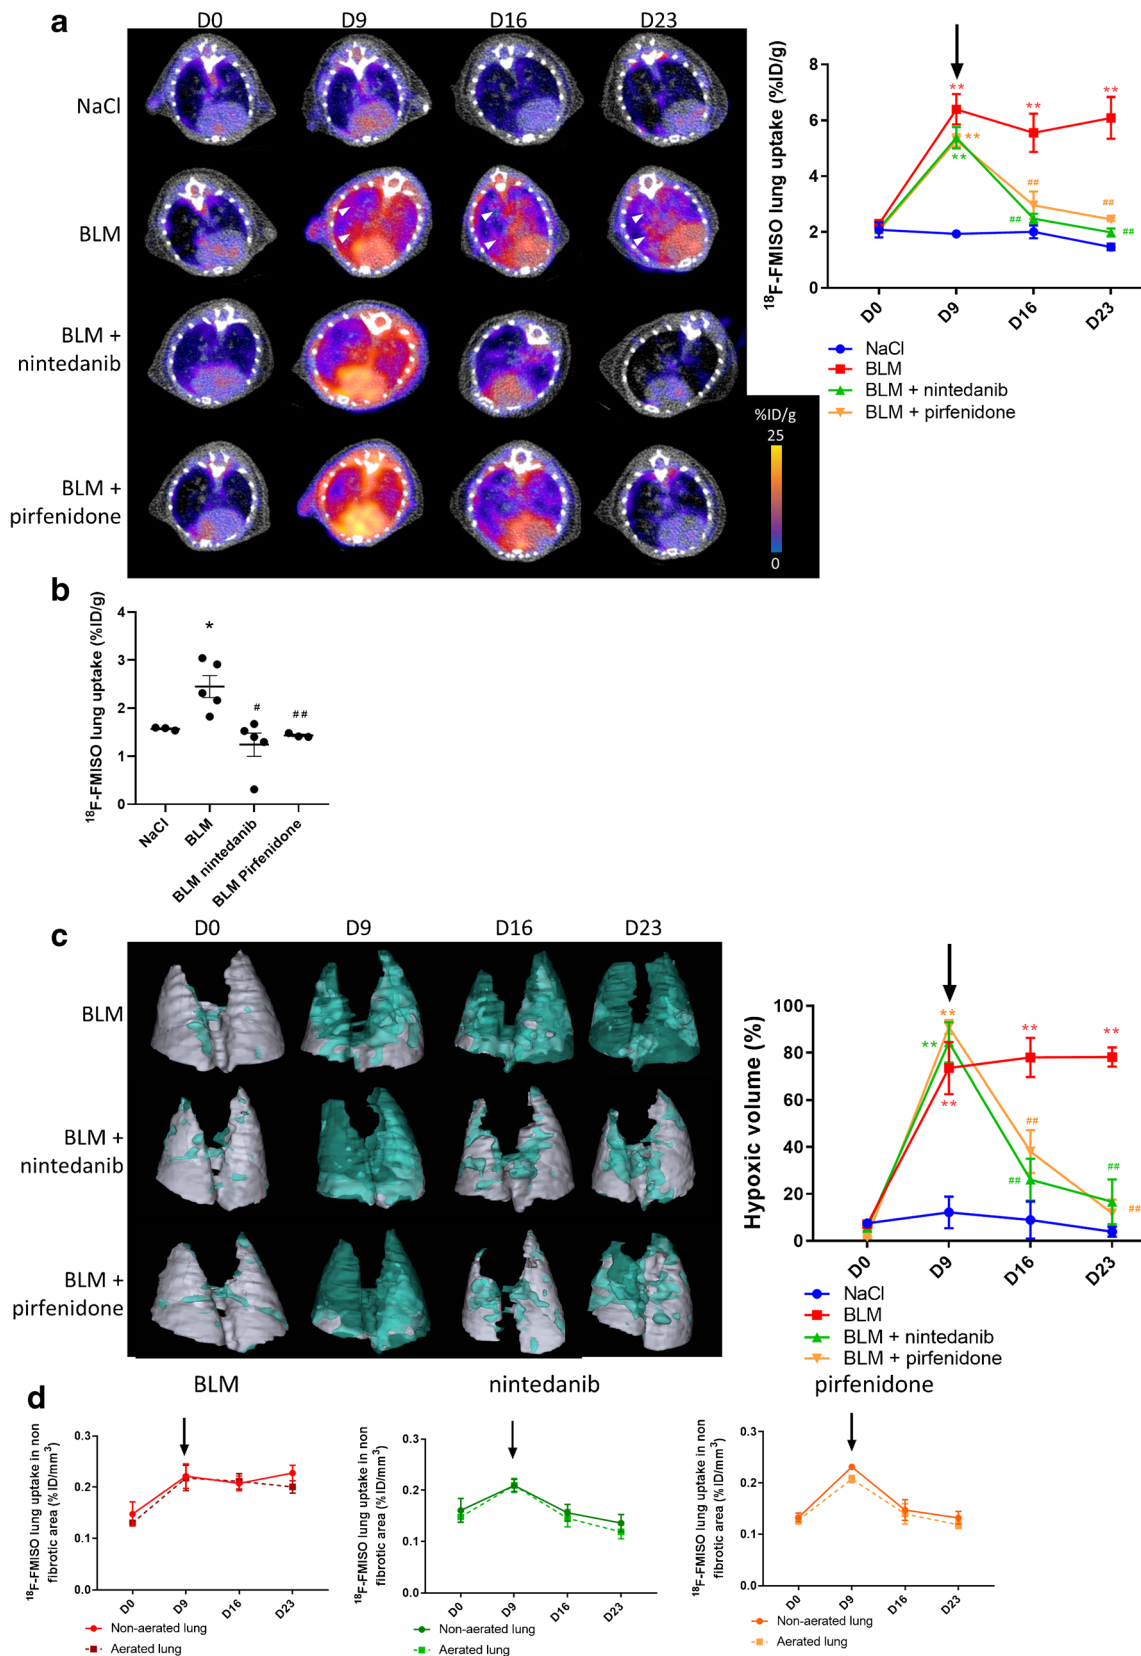 a
D0 D9 D16 D23
NaCl
BLM
BLM +
nintedanib
BLM +
pirfenidone
%ID/g
25
0
¹⁸F-FMISO lung uptake (%ID/g)
8
6
4
2
0
** ** **
**
**
##
##
##
##
D0 D9 D16 D23
NaCl
BLM
BLM + nintedanib
BLM + pirfenidone
b
¹⁸F-FMISO lung uptake (%ID/g)
4
3
2
1
0
*
#
##
NaCl
BLM
BLM nintedanib
BLM Pirfenidone
c
D0 D9 D16 D23
BLM
BLM +
nintedanib
BLM +
pirfenidone
Hypoxic volume (%)
100
80
60
40
20
0
**
**
** **
**
##
##
##
##
D0 D9 D16 D23
NaCl
BLM
BLM + nintedanib
BLM + pirfenidone
d
BLM
¹⁸F-FMISO lung uptake in non
fibrotic area (%ID/mm³)
0.3
0.2
0.1
0.0
D0 D9 D16 D23
Non-aerated lung
Aerated lung
nintedanib
¹⁸F-FMISO lung uptake in non
fibrotic area (%ID/mm³)
0.3
0.2
0.1
0.0
D0 D9 D16 D23
Non-aerated lung
Aerated lung
pirfenidone
¹⁸F-FMISO lung uptake in non
fibrotic area (%ID/mm³)
0.3
0.2
0.1
0.0
D0 D9 D16 D23
Non-aerated lung
Aerated lung